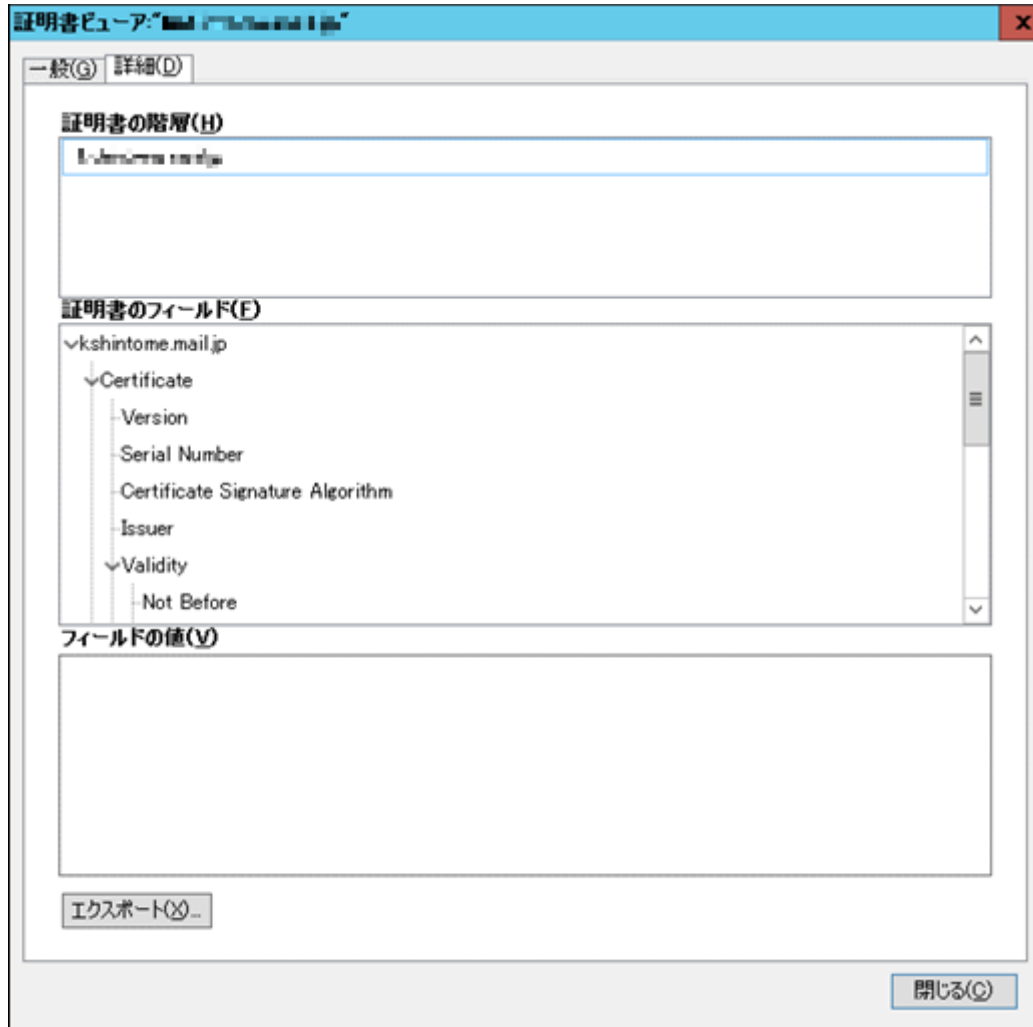 証明書ビューア:"
x
一般(G)
詳細(D)
証明書の階層(H)
証明書のフィールド(F)
kshintome.mail.jp
Certificate
Version
Serial Number
Certificate Signature Algorithm
Issuer
Validity
Not Before
フィールドの値(V)
エクスポート(X)...
閉じる(C)